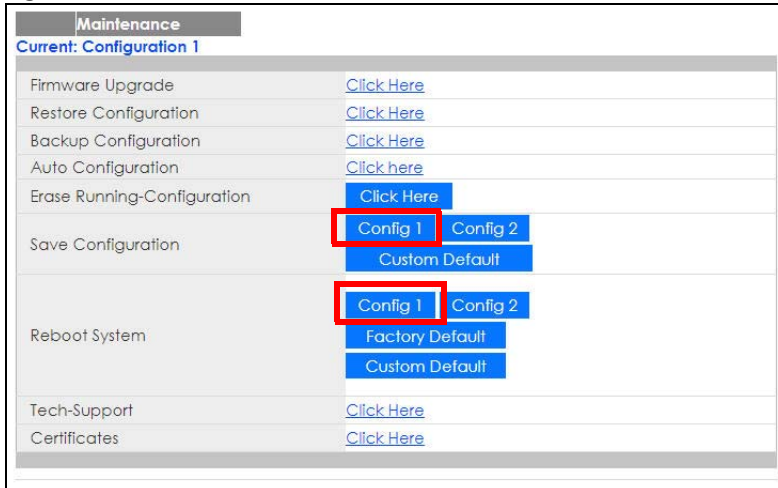 Maintenance
Current: Configuration 1
Firmware Upgrade Click Here
Restore Configuration Click Here
Backup Configuration Click Here
Auto Configuration Click here
Erase Running-Configuration Click Here
Save Configuration Config 1 Config 2
Custom Default
Reboot System Config 1 Config 2
Factory Default
Custom Default
Tech-Support Click Here
Certificates Click Here